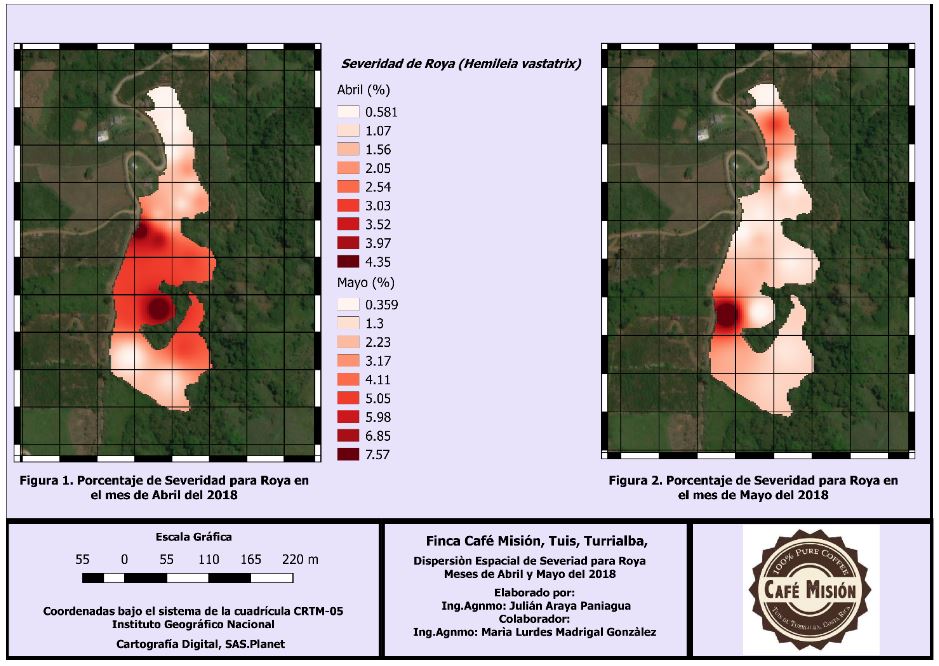 Severidad de Roya (Hemileia vastatrix)
Abril (%)
0.581
1.07
1.56
2.05
2.54
3.03
3.52
3.97
4.35
Mayo (%)
0.359
1.3
2.23
3.17
4.11
5.05
5.98
6.85
7.57
Figura 1. Porcentaje de Severidad para Roya en
el mes de Abril del 2018
Figura 2. Porcentaje de Severidad para Roya en
el mes de Mayo del 2018
Escala Gráfica
55 0 55 110 165 220 m
Coordenadas bajo el sistema de la cuadrícula CRTM-05
Instituto Geográfico Nacional
Cartografía Digital, SAS.Planet
Finca Café Misión, Tuis, Turrialba,
Dispersiòn Espacial de Severiad para Roya
Meses de Abril y Mayo del 2018
Elaborado por:
Ing.Agnmo: Julián Araya Paniagua
Colaborador:
Ing.Agnmo: Marìa Lurdes Madrigal Gonzàlez
100% PURE COFFEE
CAFÉ MISIÓN
TUIS DE TURRIALBA, COSTA RICA